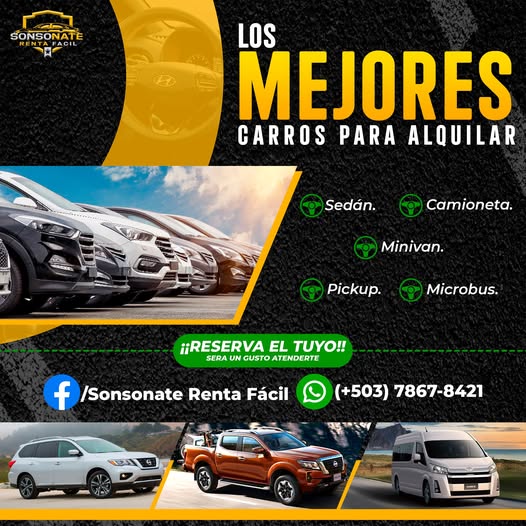 SONSONATE
RENTA FACIL
LOS
MEJORES
CARROS PARA ALQUILAR
Sedán.
Camioneta.
Minivan.
Pickup.
Microbus.
¡¡RESERVA EL TUYO!!
SERA UN GUSTO ATENDERTE
/Sonsonate Renta Fácil
(+503) 7867-8421